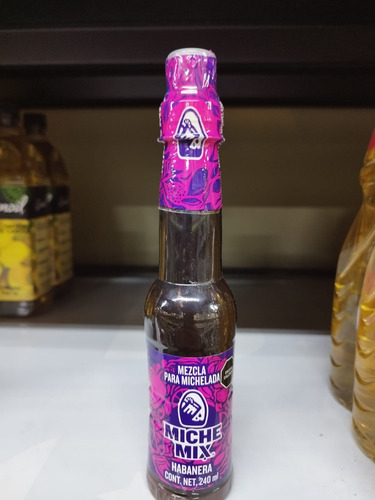 MEZCLA
PARA MICHELADA
MICHE
MIX
HABANERA
CONT. NET. 240 ml